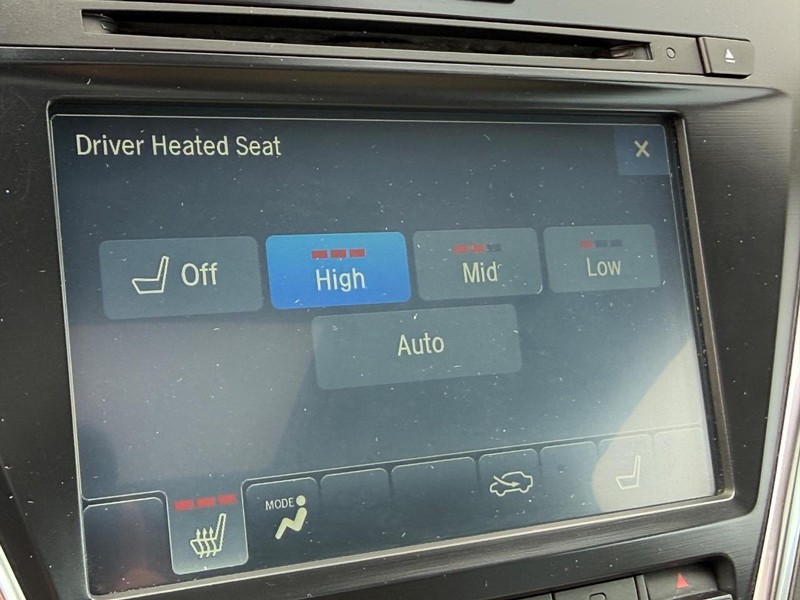 Driver Heated Seat
X
Off
High
Mid
Low
Auto
MODE